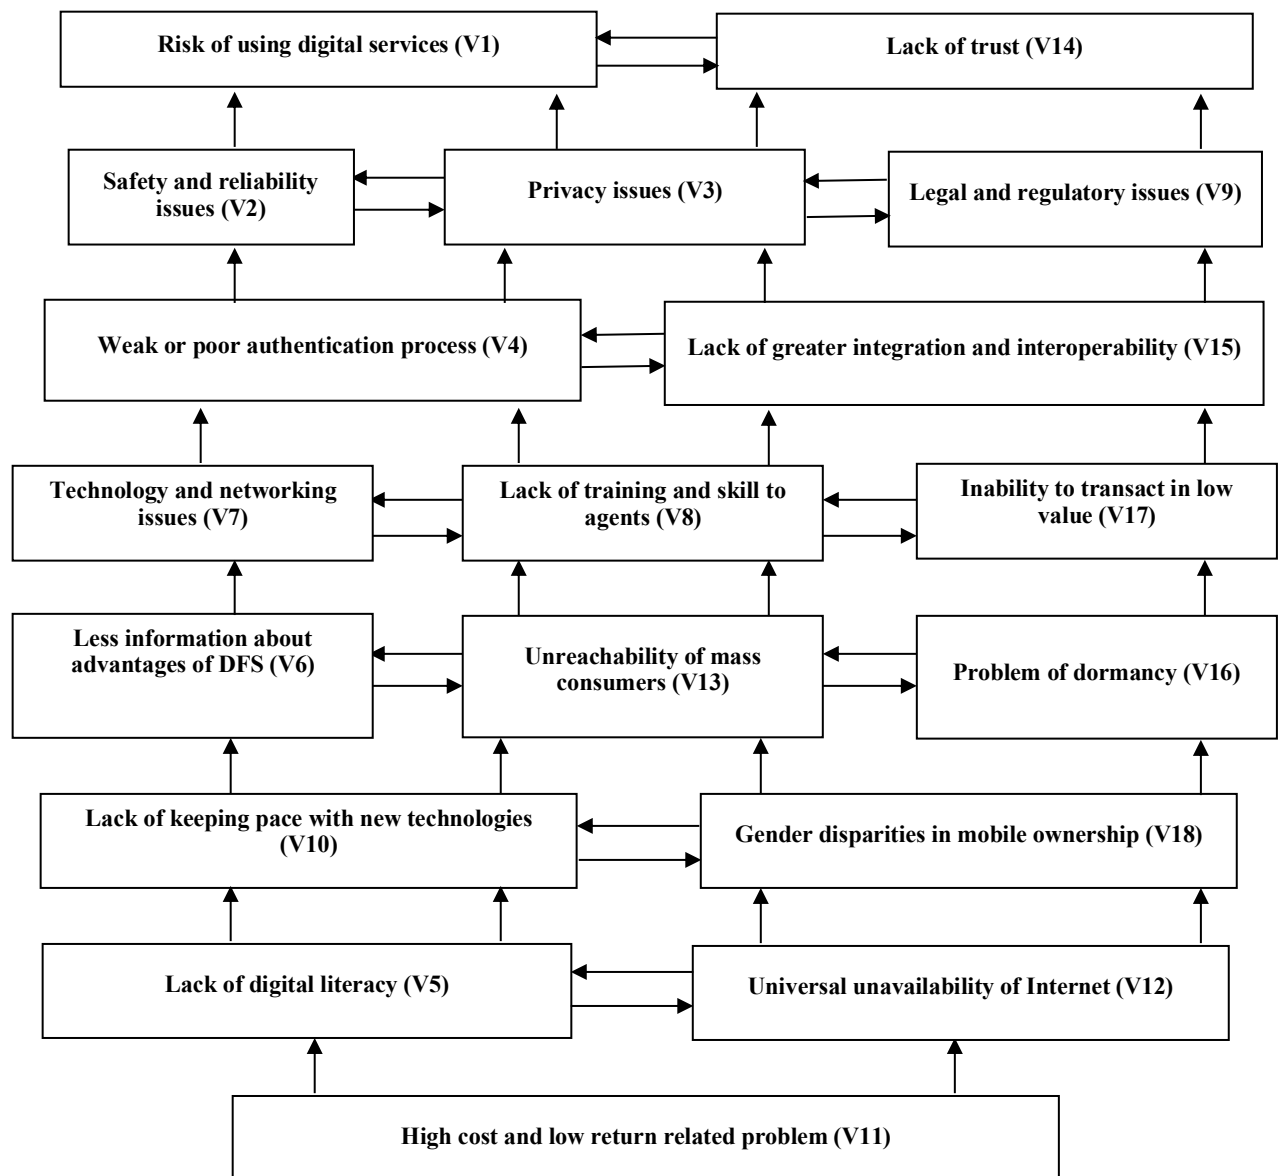 Risk of using digital services (V1)
Lack of trust (V14)
Safety and reliability
issues (V2)
Privacy issues (V3)
Legal and regulatory issues (V9)
Weak or poor authentication process (V4)
Lack of greater integration and interoperability (V15)
Technology and networking
issues (V7)
Lack of training and skill to
agents (V8)
Inability to transact in low
value (V17)
Less information about
advantages of DFS (V6)
Unreachability of mass
consumers (V13)
Problem of dormancy (V16)
Lack of keeping pace with new technologies
(V10)
Gender disparities in mobile ownership (V18)
Lack of digital literacy (V5)
Universal unavailability of Internet (V12)
High cost and low return related problem (V11)